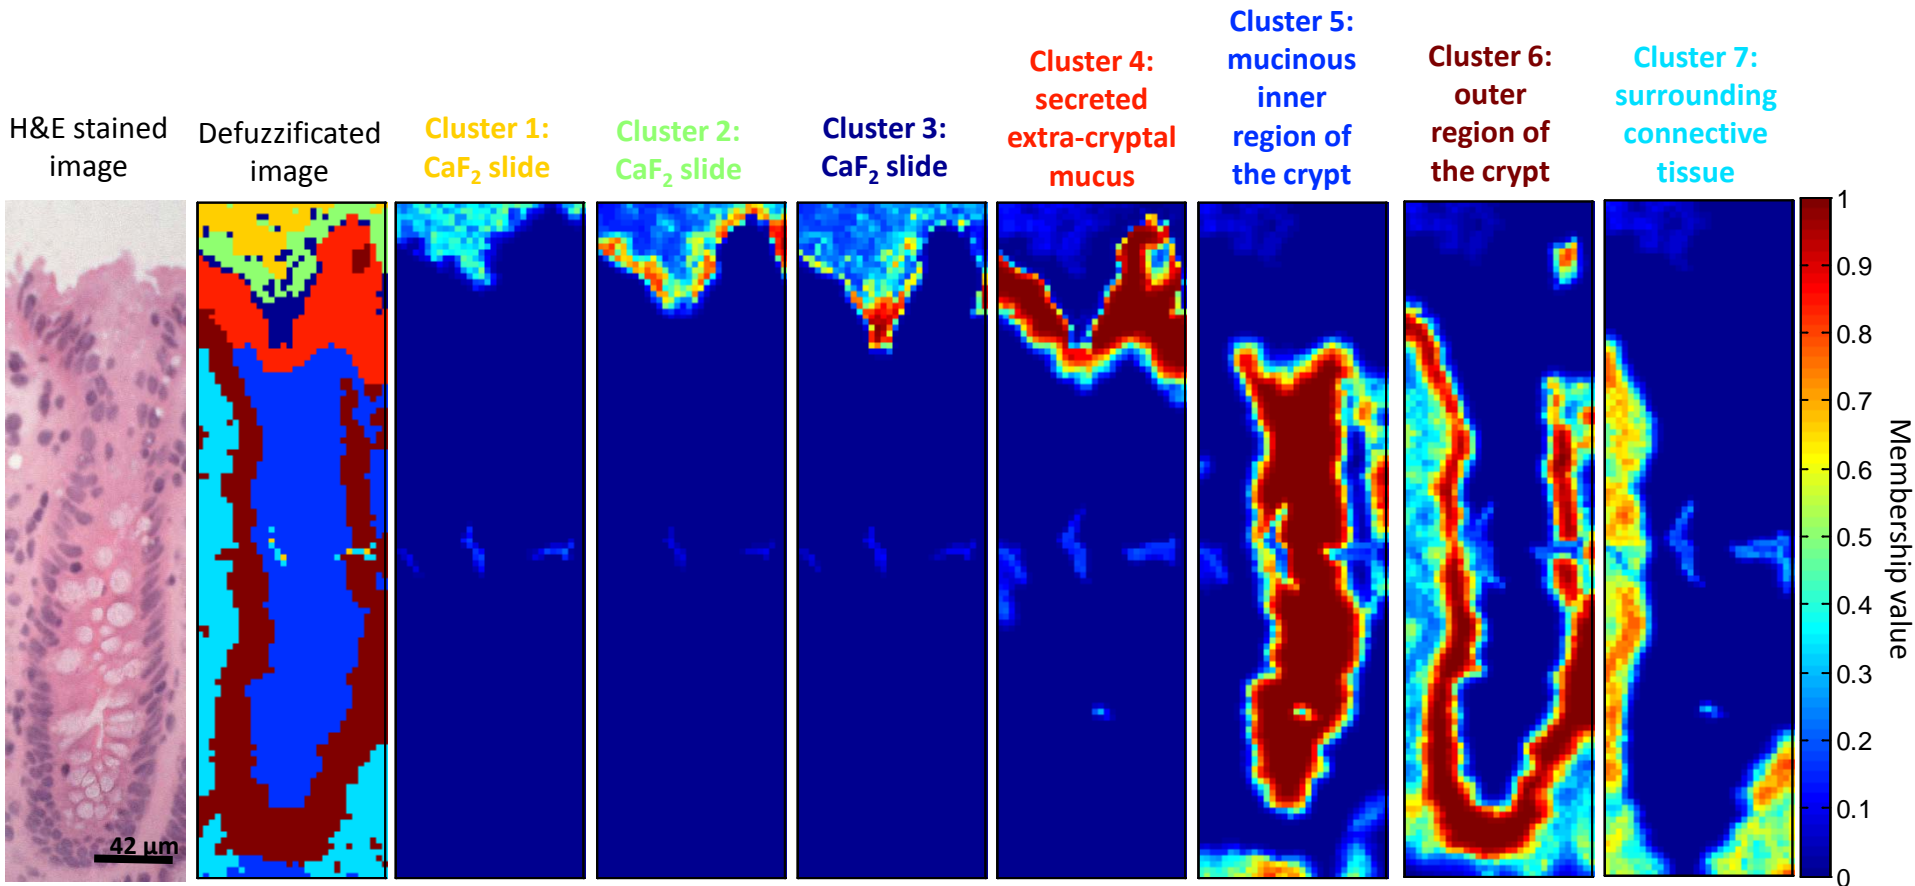 H&E stained
image
Defuzzificated
image
Cluster 1:
CaF₂ slide
Cluster 2:
CaF₂ slide
Cluster 3:
CaF₂ slide
Cluster 4:
secreted
extra-cryptal
mucus
Cluster 5:
mucinous
inner
region of
the crypt
Cluster 6:
outer
region of
the crypt
Cluster 7:
surrounding
connective
tissue
42 µm
1
0.9
0.8
0.7
0.6
0.5
0.4
0.3
0.2
0.1
0
Membership value